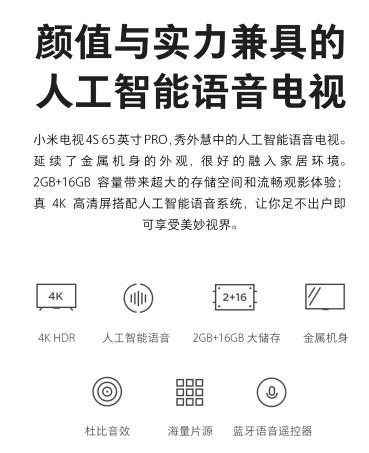 颜值与实力兼具的
人工智能语音电视
小米电视4S 65英寸PRO,秀外慧中的人工智能语音电视。
延续了金属机身的外观,很好的融入家居环境。
2GB+16GB 容量带来超大的存储空间和流畅观影体验;
真 4K 高清屏搭配人工智能音系统, 让你足不出户即
可享受美妙视界。
4K
2+16
4K HDR
人工智能语音
2GB+16GB 大储存
金属机身
杜比音效
海量片源
蓝牙语音遥控器